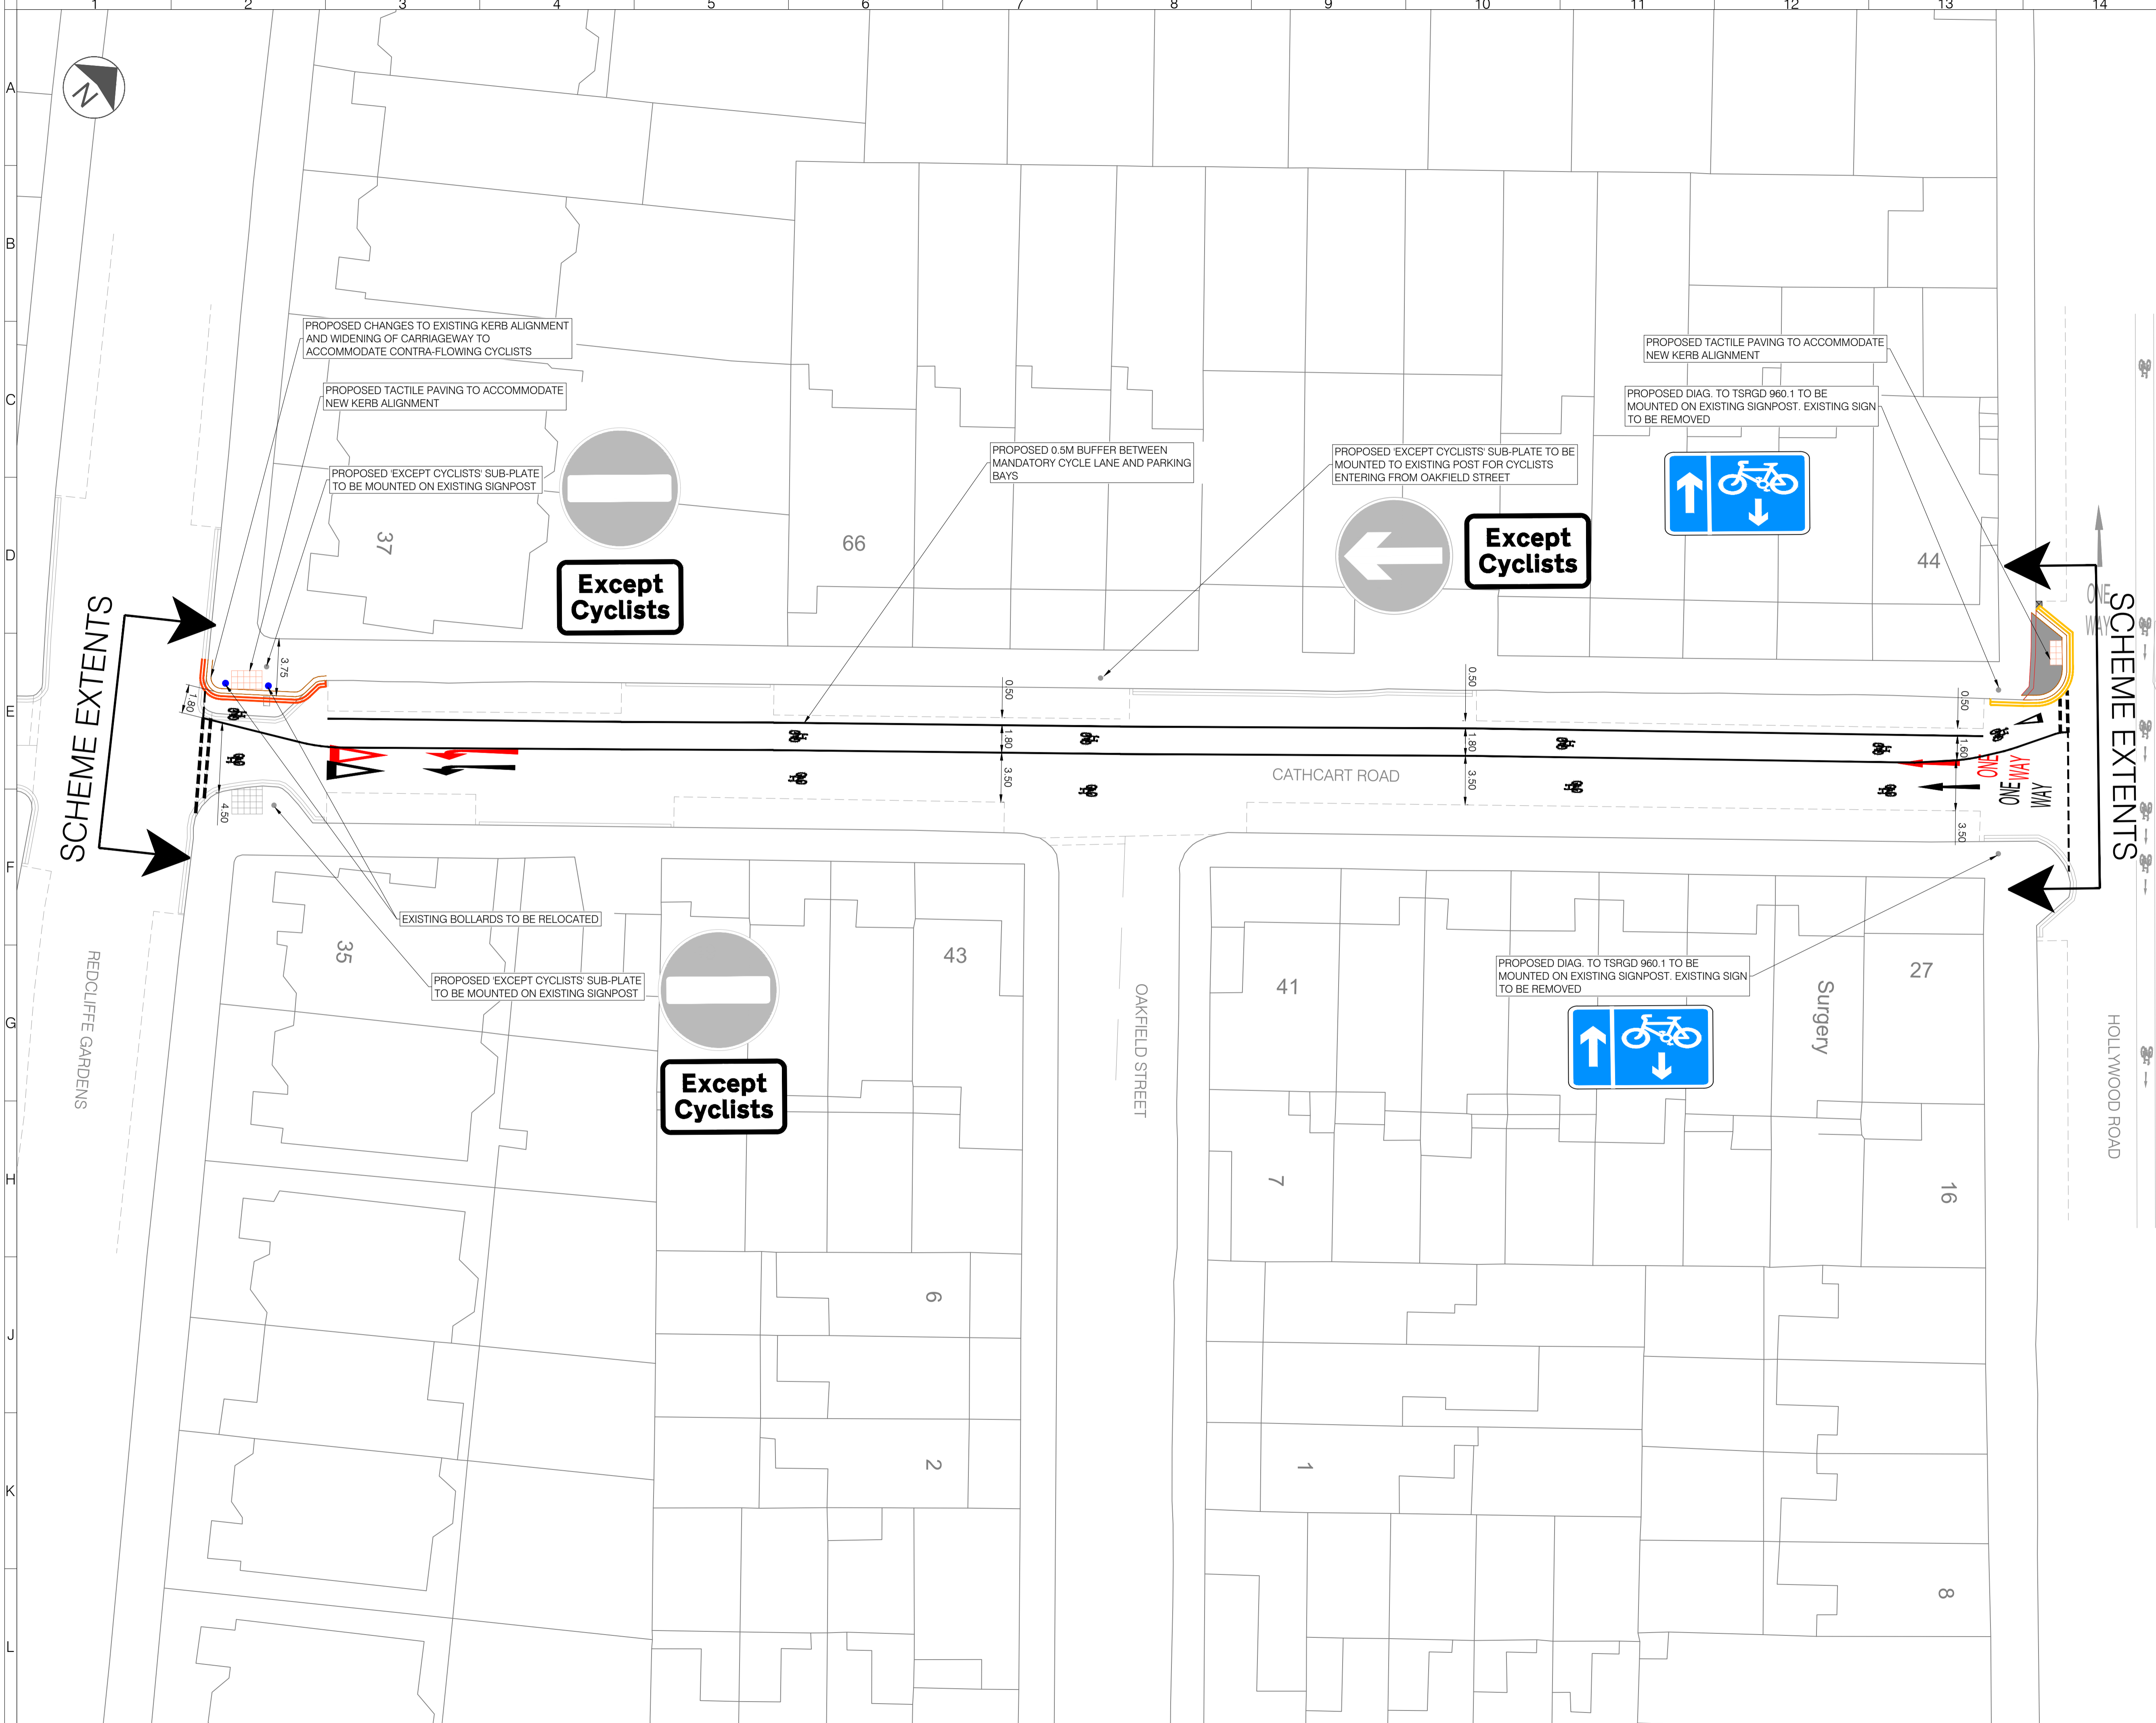 1 2 3 4 5 6 7 8 9 10 11 12 13 14
A
B
C
D
E
F
G
H
J
K
L
N
PROPOSED CHANGES TO EXISTING KERB ALIGNMENT
AND WIDENING OF CARRIAGEWAY TO
ACCOMMODATE CONTRA-FLOWING CYCLISTS
PROPOSED TACTILE PAVING TO ACCOMMODATE
NEW KERB ALIGNMENT
PROPOSED 'EXCEPT CYCLISTS' SUB-PLATE
TO BE MOUNTED ON EXISTING SIGNPOST
Except
Cyclists
PROPOSED 0.5M BUFFER BETWEEN
MANDATORY CYCLE LANE AND PARKING
BAYS
PROPOSED 'EXCEPT CYCLISTS' SUB-PLATE TO BE
MOUNTED TO EXISTING POST FOR CYCLISTS
ENTERING FROM OAKFIELD STREET
Except
Cyclists
PROPOSED TACTILE PAVING TO ACCOMMODATE
NEW KERB ALIGNMENT
PROPOSED DIAG. TO TSRGD 960.1 TO BE
MOUNTED ON EXISTING SIGNPOST. EXISTING SIGN
TO BE REMOVED
37
66
44
ONE
WAY
SCHEME EXTENTS
SCHEME EXTENTS
3.75
1.80
4.50
0.50
1.80
3.50
0.50
1.80
3.50
0.50
1.60
3.50
CATHCART ROAD
ONE
WAY
ONE
WAY
EXISTING BOLLARDS TO BE RELOCATED
PROPOSED 'EXCEPT CYCLISTS' SUB-PLATE
TO BE MOUNTED ON EXISTING SIGNPOST
Except
Cyclists
PROPOSED DIAG. TO TSRGD 960.1 TO BE
MOUNTED ON EXISTING SIGNPOST. EXISTING SIGN
TO BE REMOVED
35
43
41
Surgery
27
REDCLIFFE GARDENS
OAKFIELD STREET
HOLLYWOOD ROAD
7
16
6
2
1
8